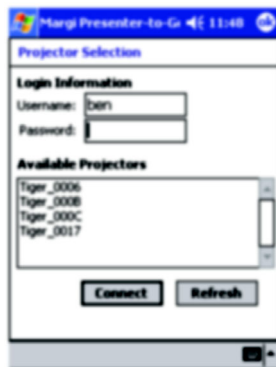 Margi Presenter-to-Go 11:48 ok
Projector Selection
Login Information
Username: ben
Password:
Available Projectors
Tiger_0006
Tiger_000B
Tiger_000C
Tiger_0017
Connect Refresh